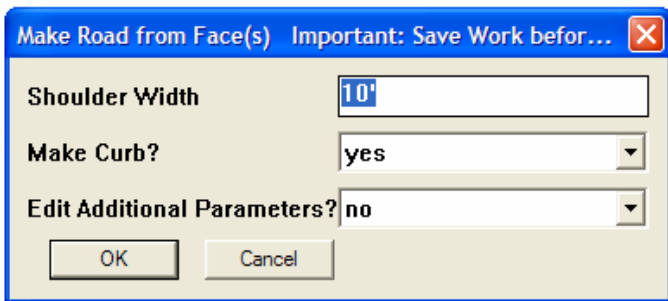 Make Road from Face(s) Important: Save Work befor...
Shoulder Width 10'
Make Curb? yes
Edit Additional Parameters? no
OK Cancel